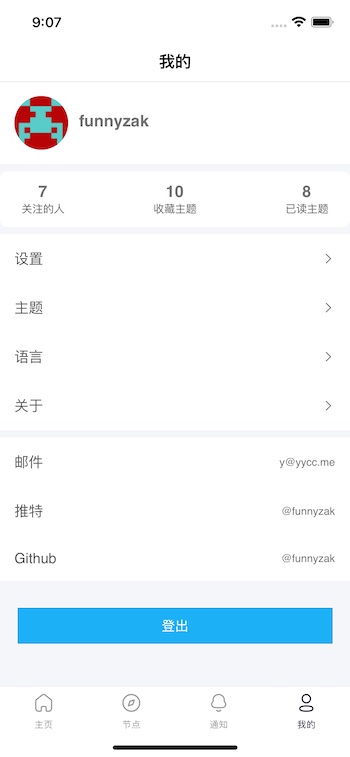 9:07
我的
funnyzak
7 10 8
关注的人 收藏主题 已读主题
设置
主题
语言
关于
邮件 y@yycc.me
推特 @funnyzak
Github @funnyzak
登出
主页 节点 通知 我的